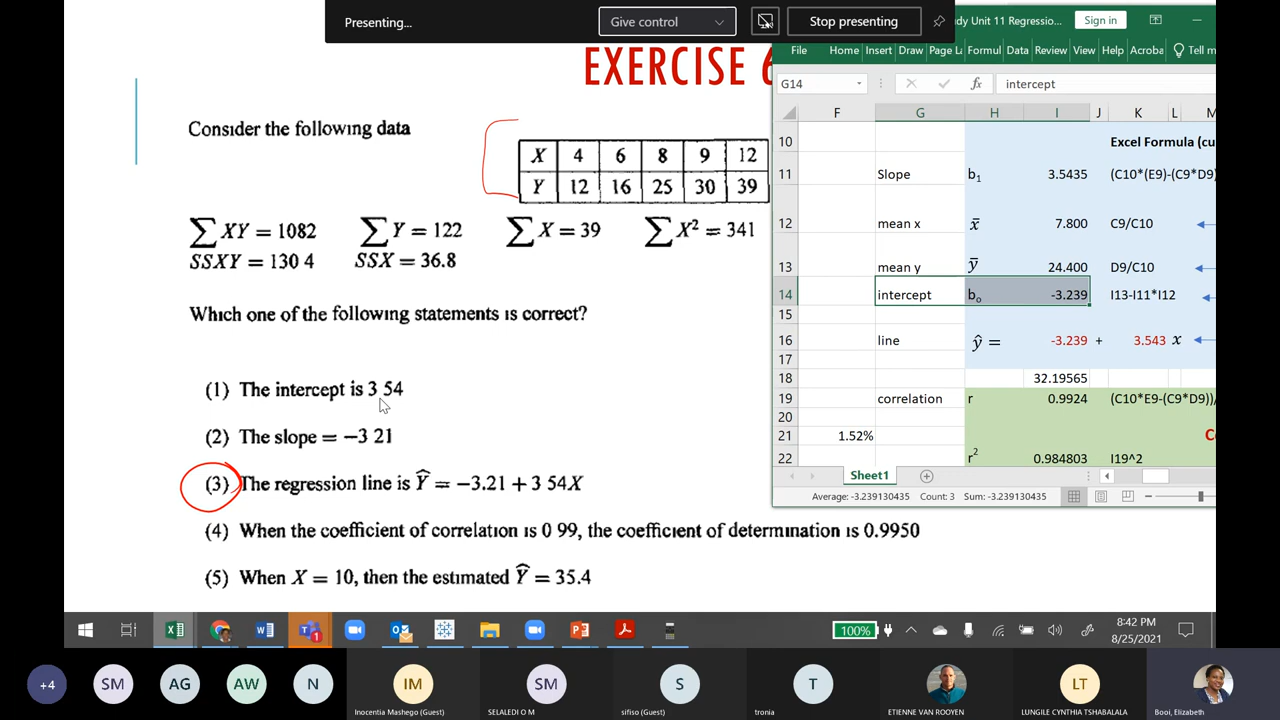 Presenting...
Give control
Stop presenting
EXERCISE 6
Consider the following data
X 4 6 8 9 12
Y 12 16 25 30 39
∑ XY = 1082 ∑ Y = 122 ∑ X = 39 ∑ X² = 341
SSXY = 130 4 SSX = 36.8
Which one of the following statements is correct?
(1) The intercept is 3 54
(2) The slope = −3 21
(3) The regression line is Ŷ = −3.21 + 3 54X
(4) When the coefficient of correlation is 0 99, the coefficient of determination is 0.9950
(5) When X = 10, then the estimated Ŷ = 35.4
dy Unit 11 Regressio... Sign in
File Home Insert Draw Page La Formul Data Review View Help Acroba Tell m
G14 fx intercept
F G H I J K L M
10 Excel Formula (cu
11 Slope b₁ 3.5435 (C10*(E9)-(C9*D9)
12 mean x x̄ 7.800 C9/C10
13 mean y ȳ 24.400 D9/C10
14 intercept bₒ -3.239 I13-I11*I12
15
16 line ŷ = -3.239 + 3.543 x
17
18 32.19565
19 correlation r 0.9924 (C10*E9-(C9*D9))/
20
21 1.52% C
22 r² 0.984803 I19^2
Sheet1
Average: -3.239130435 Count: 3 Sum: -3.239130435
1
100%
8:42 PM
8/25/2021
+4 SM AG AW N IM SM S T LT
Inocentia Mashego (Guest) SELALEDI O M sifiso (Guest) tronia ETIENNE VAN ROOYEN LUNGILE CYNTHIA TSHABALALA Booi, Elizabeth